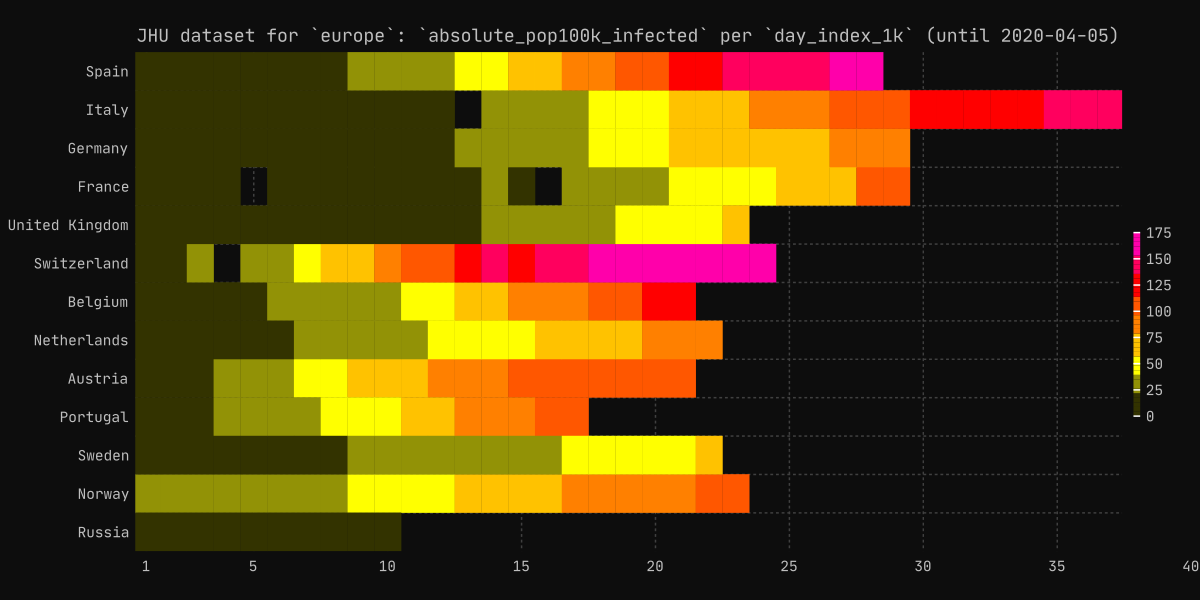 JHU dataset for `europe`: `absolute_pop100k_infected` per `day_index_1k` (until 2020-04-05)
Spain
Italy
Germany
France
United Kingdom
Switzerland
Belgium
Netherlands
Austria
Portugal
Sweden
Norway
Russia
1 5 10 15 20 25 30 35 40
175
150
125
100
75
50
25
0